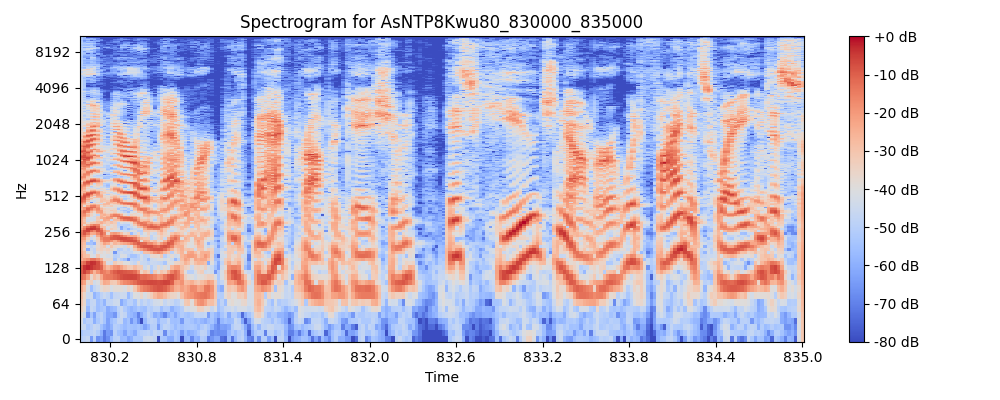 Spectrogram for AsNTP8Kwu80_830000_835000
8192
4096
2048
1024
512
256
128
64
0
Hz
830.2 830.8 831.4 832.0 832.6 833.2 833.8 834.4 835.0
Time
+0 dB
-10 dB
-20 dB
-30 dB
-40 dB
-50 dB
-60 dB
-70 dB
-80 dB